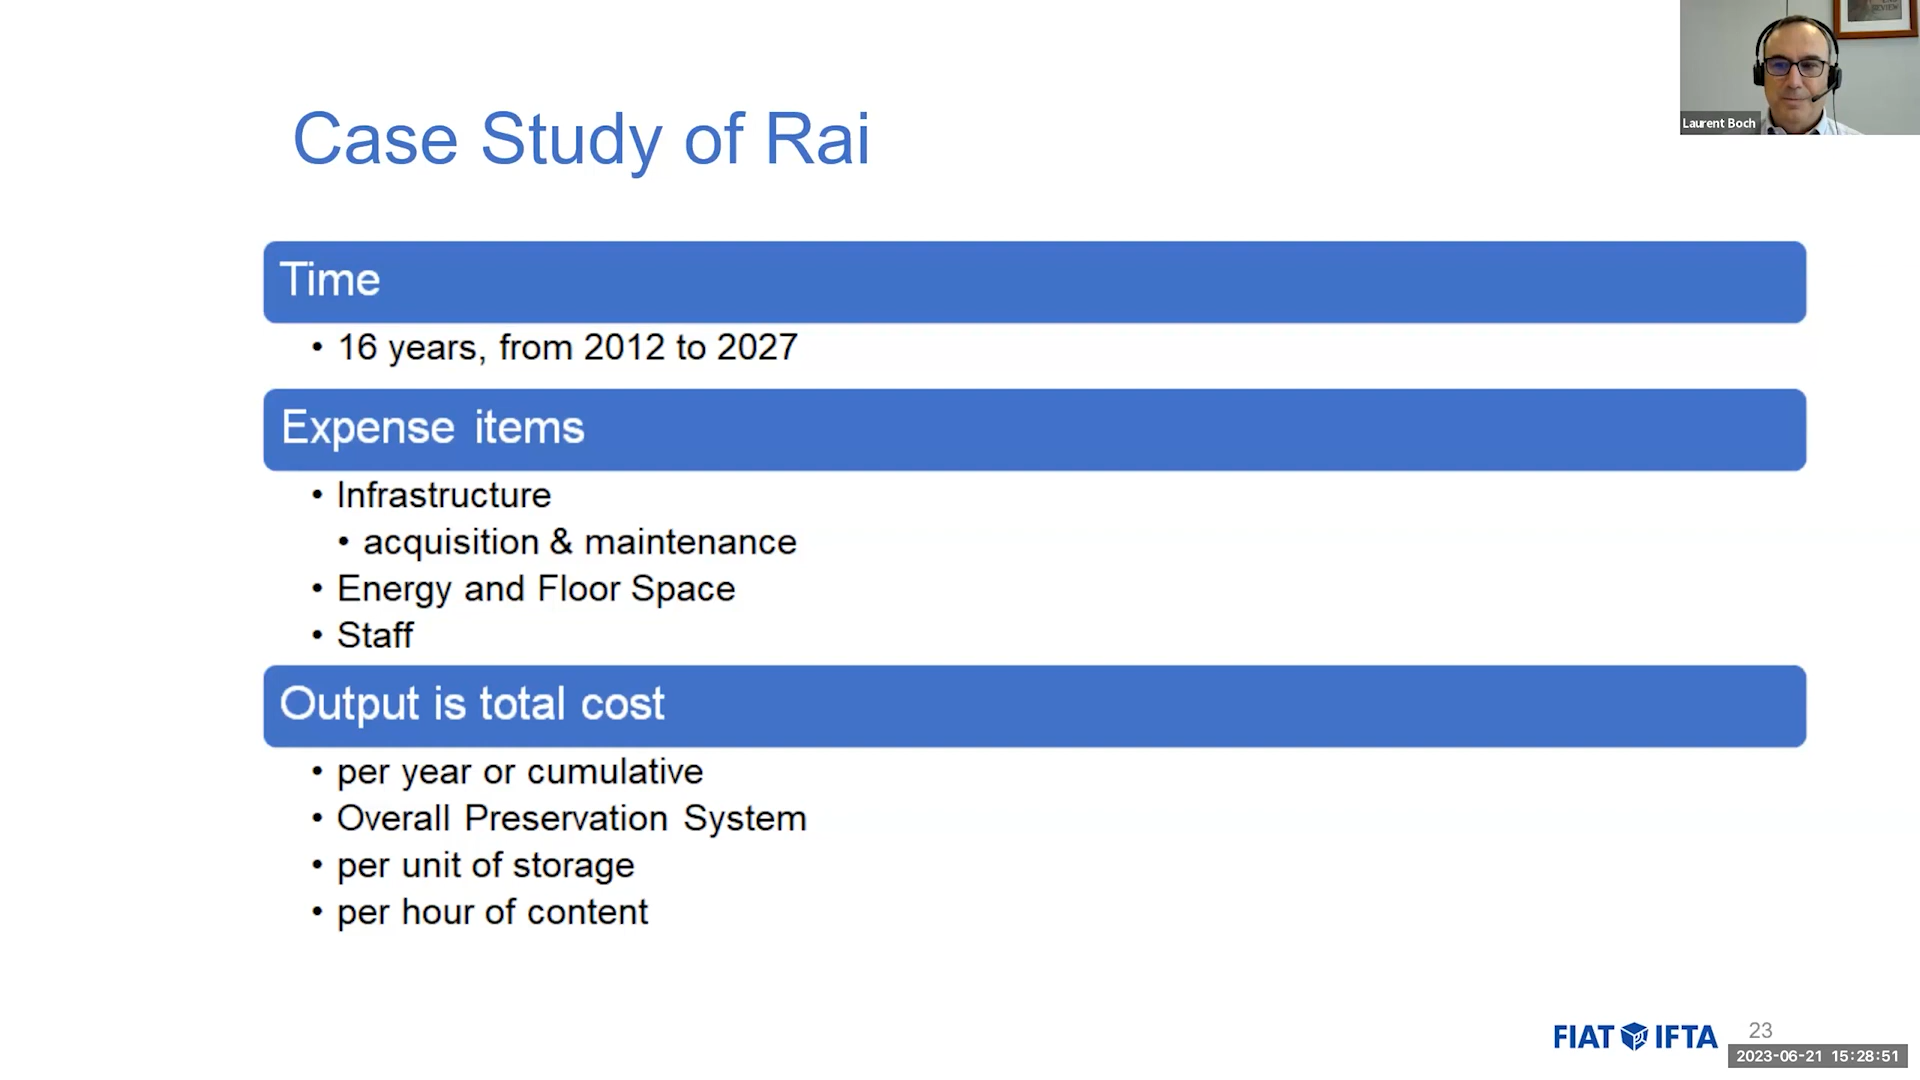 Case Study of Rai
Laurent Boch
Time
• 16 years, from 2012 to 2027
Expense items
• Infrastructure
• acquisition & maintenance
• Energy and Floor Space
• Staff
Output is total cost
• per year or cumulative
• Overall Preservation System
• per unit of storage
• per hour of content
FIAT IFTA
23
2023-06-21 15:28:51